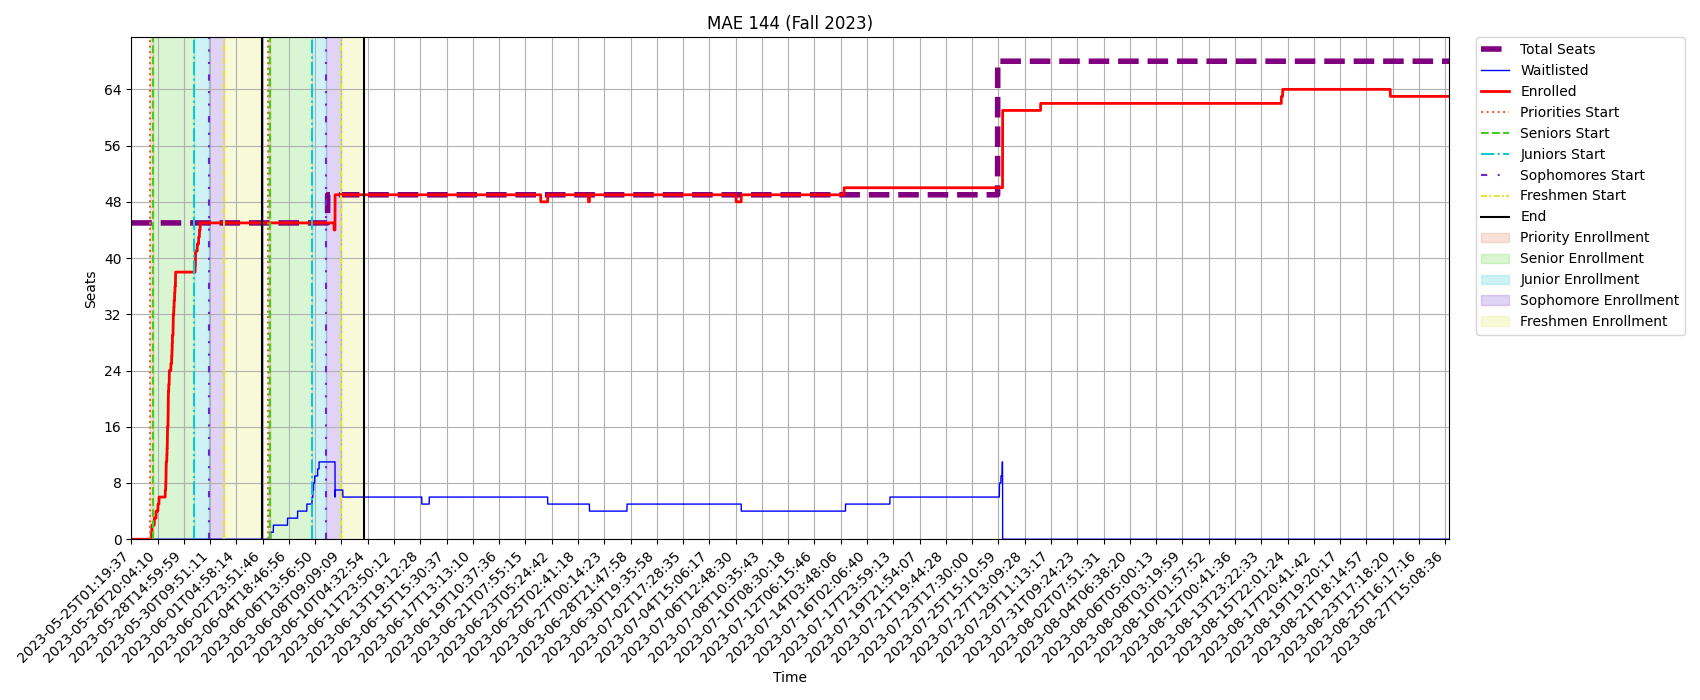 MAE 144 (Fall 2023)
Total Seats
Waitlisted
Enrolled
Priorities Start
Seniors Start
Juniors Start
Sophomores Start
Freshmen Start
End
Priority Enrollment
Senior Enrollment
Junior Enrollment
Sophomore Enrollment
Freshmen Enrollment
64
56
48
40
32
24
16
8
0
Seats
2023-05-25T01:19:37
2023-05-26T20:04:10
2023-05-28T14:59:59
2023-05-30T09:51:11
2023-06-01T04:58:14
2023-06-02T23:51:46
2023-06-04T18:46:56
2023-06-06T13:56:50
2023-06-08T09:09:09
2023-06-10T04:32:54
2023-06-11T23:50:12
2023-06-13T19:12:28
2023-06-15T15:30:37
2023-06-17T13:13:10
2023-06-19T10:37:36
2023-06-21T07:55:15
2023-06-23T05:24:42
2023-06-25T02:41:18
2023-06-27T00:14:23
2023-06-28T21:47:58
2023-06-30T19:35:58
2023-07-02T17:28:35
2023-07-04T15:06:17
2023-07-06T12:48:30
2023-07-08T10:35:43
2023-07-10T08:30:18
2023-07-12T06:15:46
2023-07-14T03:48:06
2023-07-16T02:06:40
2023-07-17T23:59:13
2023-07-19T21:54:07
2023-07-21T19:44:28
2023-07-23T17:30:00
2023-07-25T15:10:59
2023-07-27T13:09:28
2023-07-29T11:13:17
2023-07-31T09:24:23
2023-08-02T07:51:31
2023-08-04T06:38:20
2023-08-06T05:00:13
2023-08-08T03:19:59
2023-08-10T01:57:52
2023-08-12T00:41:36
2023-08-13T23:22:33
2023-08-15T22:01:24
2023-08-17T20:41:42
2023-08-19T19:20:17
2023-08-21T18:14:57
2023-08-23T17:18:20
2023-08-25T16:17:16
2023-08-27T15:08:36
Time